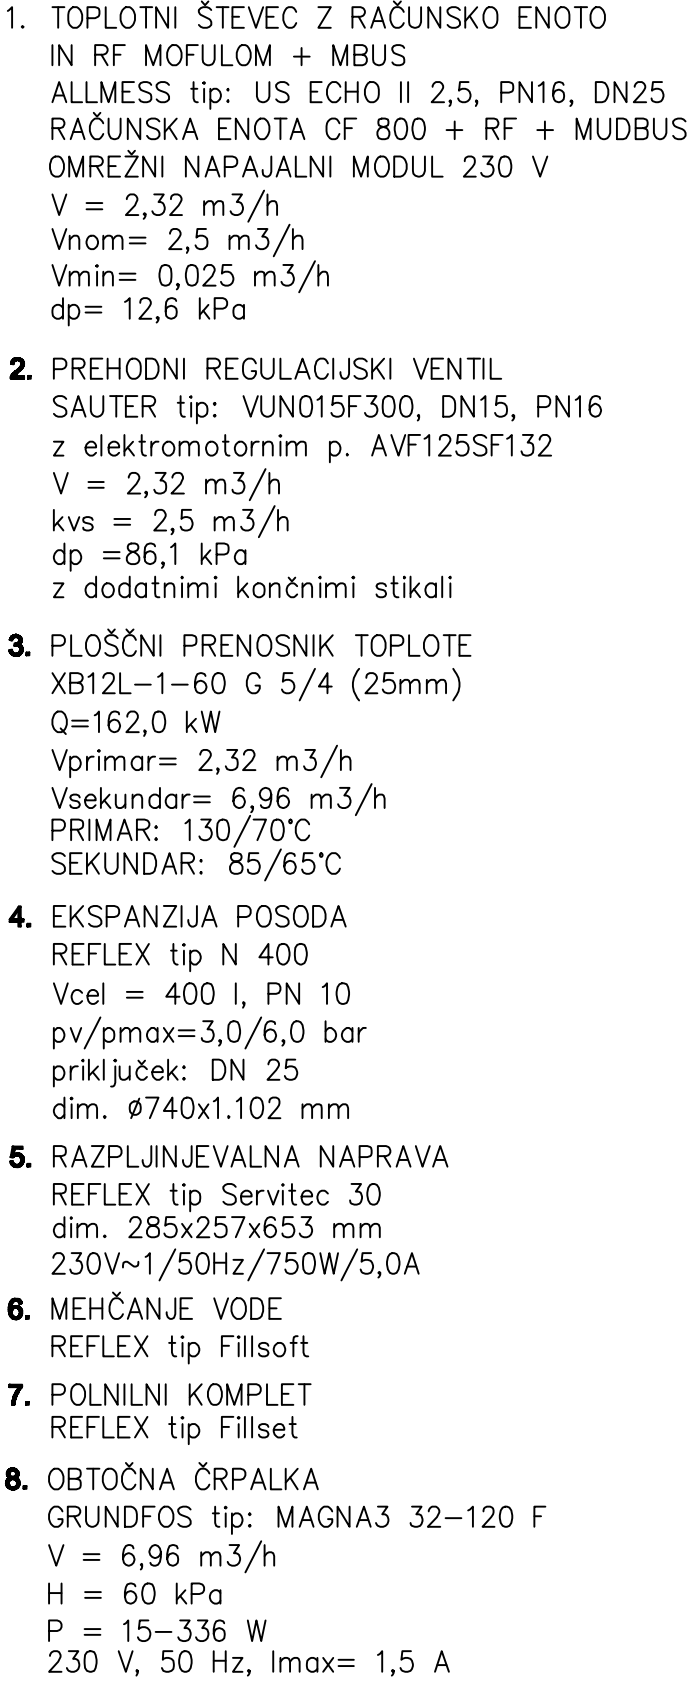 1. TOPLOTNI ŠTEVEC Z RAČUNSKO ENOTO
IN RF MOFULOM + MBUS
ALLMESS tip: US ECHO II 2,5, PN16, DN25
RAČUNSKA ENOTA CF 800 + RF + MUDBUS
OMREŽNI NAPAJALNI MODUL 230 V
V = 2,32 m3/h
Vnom= 2,5 m3/h
Vmin= 0,025 m3/h
dp= 12,6 kPa
2. PREHODNI REGULACIJSKI VENTIL
SAUTER tip: VUN015F300, DN15, PN16
z elektromotornim p. AVF125SF132
V = 2,32 m3/h
kvs = 2,5 m3/h
dp =86,1 kPa
z dodatnimi končnimi stikali
3. PLOŠČNI PRENOSNIK TOPLOTE
XB12L-1-60 G 5/4 (25mm)
Q=162,0 kW
Vprimar= 2,32 m3/h
Vsekundar= 6,96 m3/h
PRIMAR: 130/70°C
SEKUNDAR: 85/65°C
4. EKSPANZIJA POSODA
REFLEX tip N 400
Vcel = 400 l, PN 10
pv/pmax=3,0/6,0 bar
priključek: DN 25
dim. ø740x1.102 mm
5. RAZPLJINJEVALNA NAPRAVA
REFLEX tip Servitec 30
dim. 285x257x653 mm
230V~1/50Hz/750W/5,0A
6. MEHČANJE VODE
REFLEX tip Fillsoft
7. POLNILNI KOMPLET
REFLEX tip Fillset
8. OBTOČNA ČRPALKA
GRUNDFOS tip: MAGNA3 32-120 F
V = 6,96 m3/h
H = 60 kPa
P = 15-336 W
230 V, 50 Hz, Imax= 1,5 A